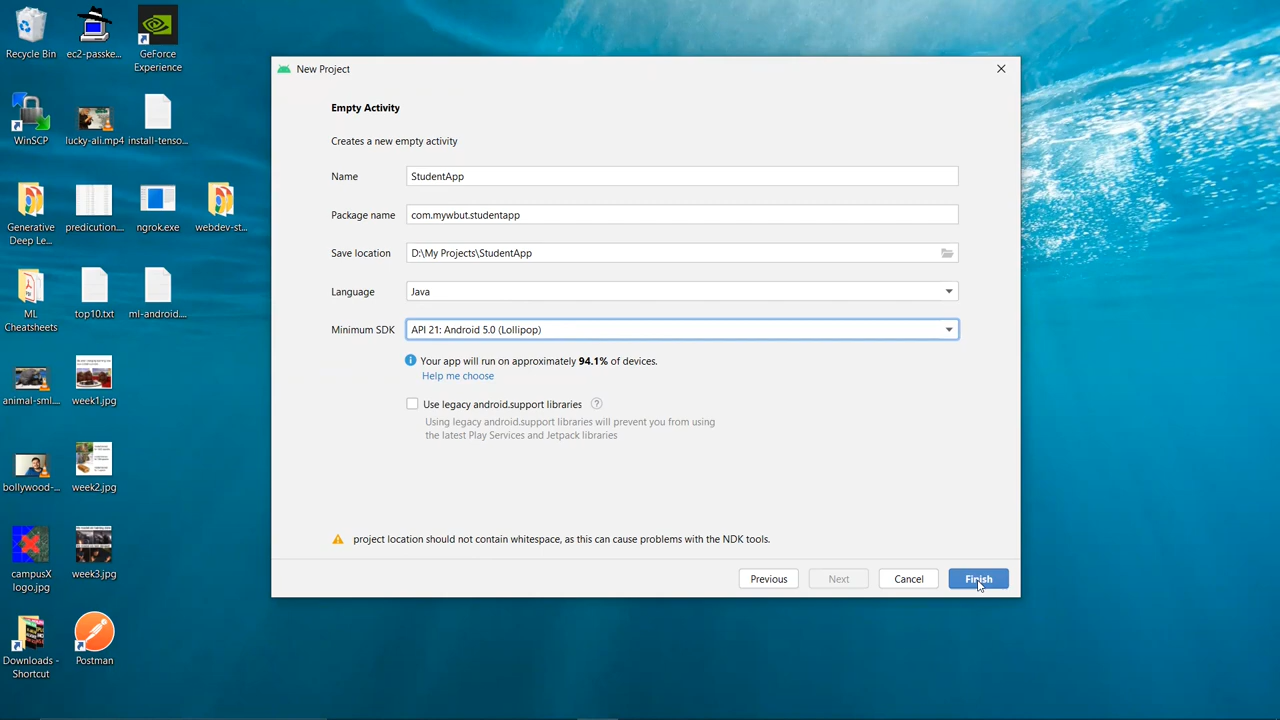 Recycle Bin
ec2-passke...
GeForce
Experience
WinSCP
lucky-ali.mp4
install-tenso...
Generative
Deep Le...
predicution....
ngrok.exe
webdev-st...
ML
Cheatsheets
top10.txt
ml-android....
animal-sml....
week1.jpg
bollywood-...
week2.jpg
campusX
logo.jpg
week3.jpg
Downloads -
Shortcut
Postman
New Project
Empty Activity
Creates a new empty activity
Name
StudentApp
Package name
com.mywbut.studentapp
Save location
D:\My Projects\StudentApp
Language
Java
Minimum SDK
API 21: Android 5.0 (Lollipop)
Your app will run on approximately 94.1% of devices.
Help me choose
Use legacy android.support libraries
?
Using legacy android.support libraries will prevent you from using
the latest Play Services and Jetpack libraries
project location should not contain whitespace, as this can cause problems with the NDK tools.
Previous
Next
Cancel
Finish